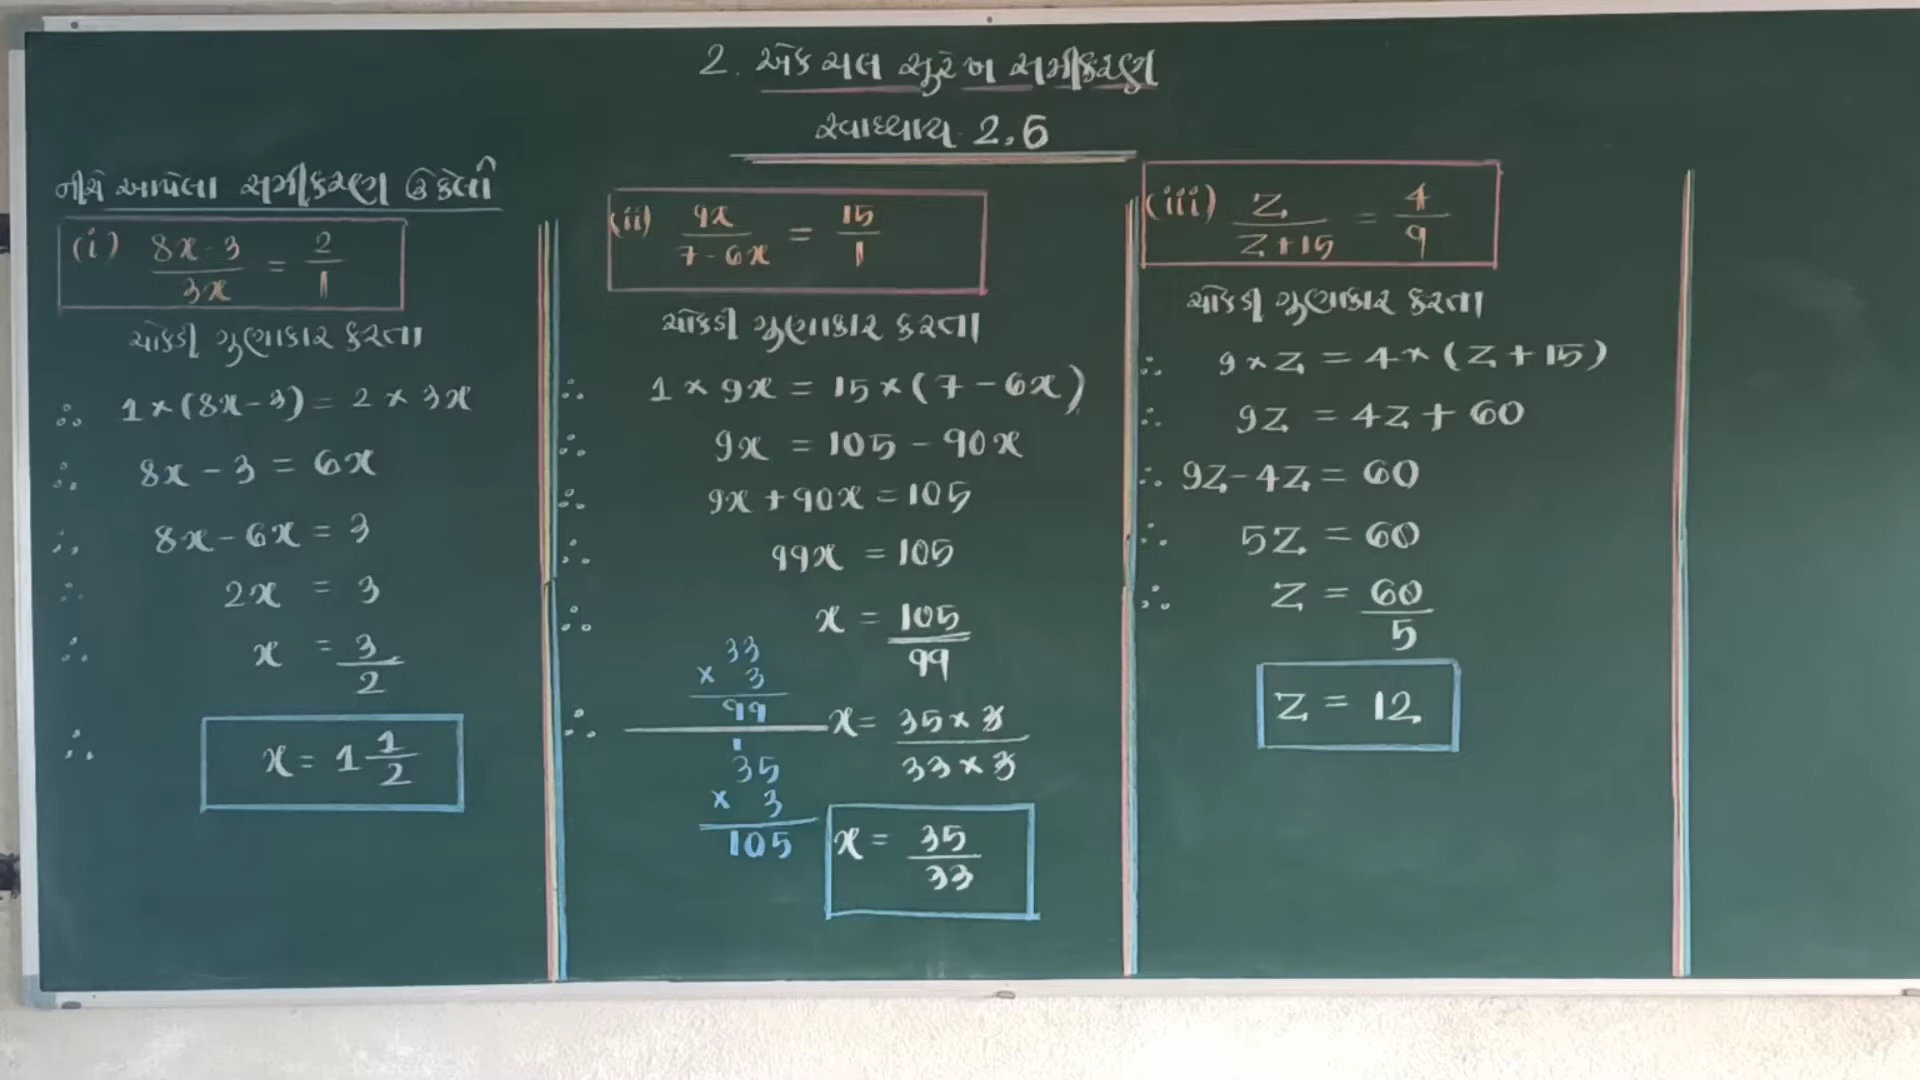 2. એક ચલ સુરેખ સમીકરણ
સ્વાધ્યાય 2.6
નીચે આપેલા સમીકરણ ઉકેલો
(i) 8x-3 / 3x = 2 / 1
ચોકડી ગુણાકાર કરતા
∴ 1×(8x-3) = 2 × 3x
∴ 8x - 3 = 6x
∴ 8x - 6x = 3
∴ 2x = 3
∴ x = 3/2
∴ x = 1 1/2
(ii) 9x / 7-6x = 15 / 1
ચોકડી ગુણાકાર કરતા
∴ 1 × 9x = 15×(7 - 6x)
∴ 9x = 105 - 90x
∴ 9x + 90x = 105
∴ 99x = 105
∴ x = 105/99
33
× 3
99
∴ x = 35 × 3 / 33 × 3
1
35
× 3
105
x = 35/33
(iii) z / z+15 = 4 / 9
ચોકડી ગુણાકાર કરતા
∴ 9 × z = 4 × (z + 15)
∴ 9z = 4z + 60
∴ 9z - 4z = 60
∴ 5z = 60
∴ z = 60/5
z = 12